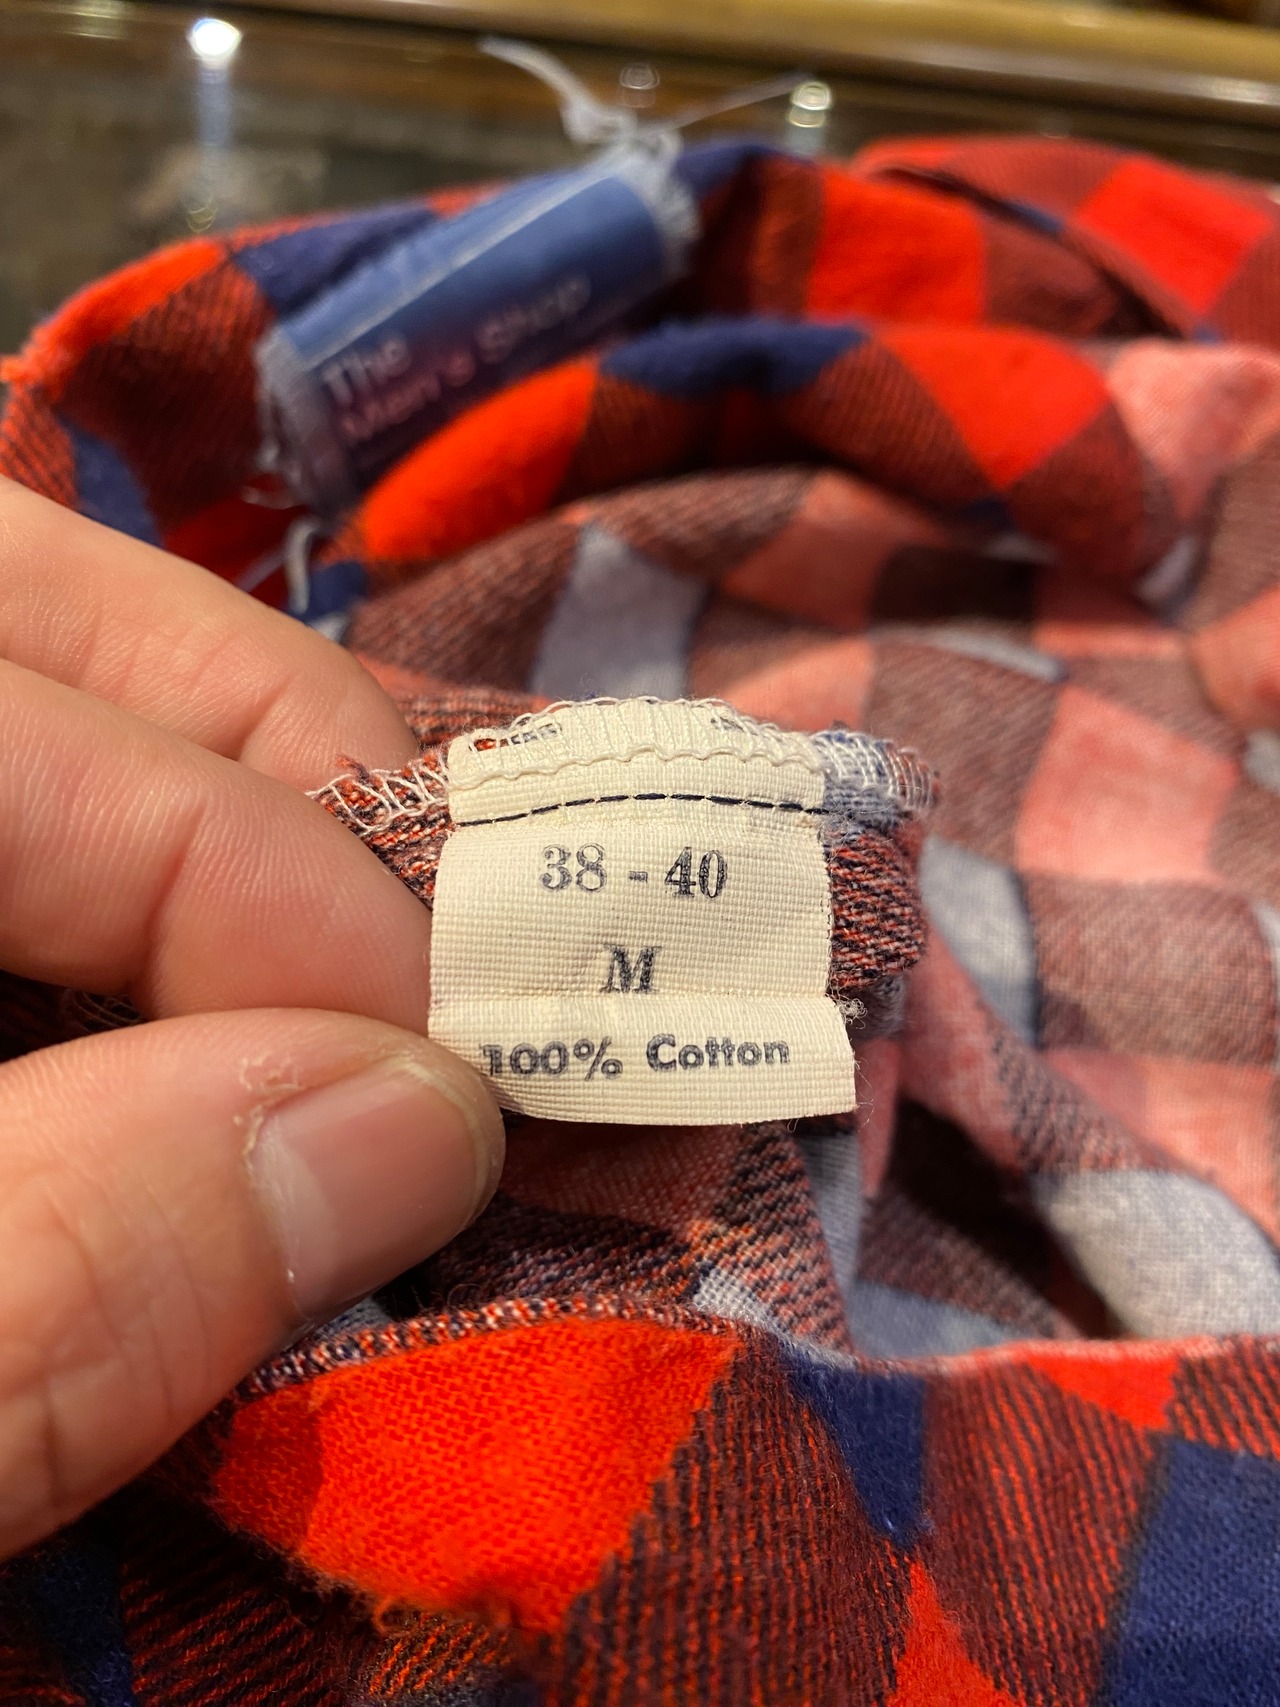 The
Men's Shop
38 - 40
M
100% Cotton